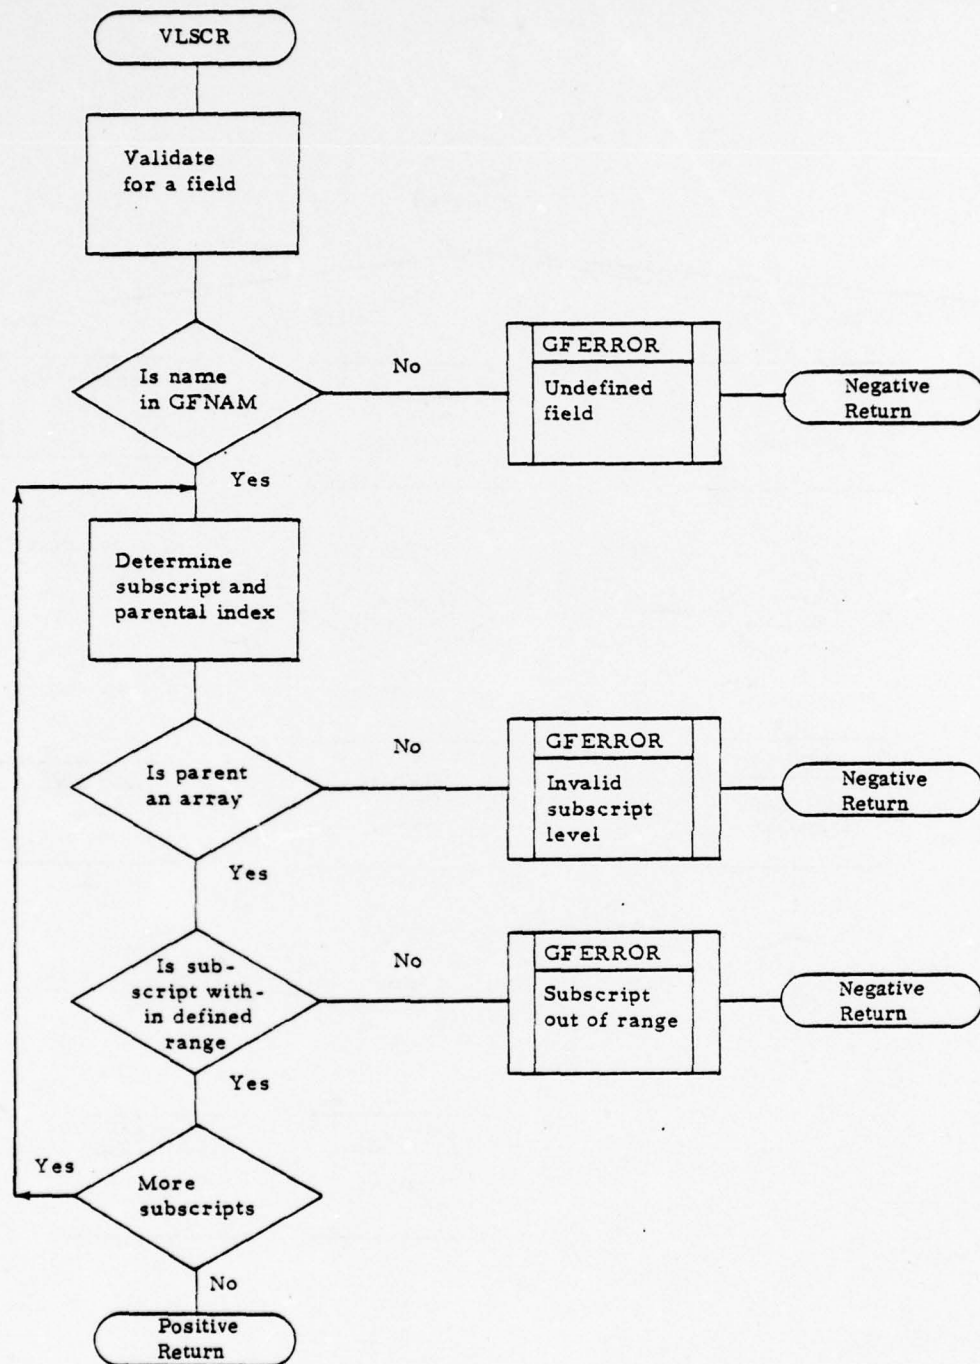 VLSCR
Validate
for a field
Is name
in GFNAM
No
GFERROR
Undefined
field
Negative
Return
Yes
Determine
subscript and
parental index
Is parent
an array
No
GFERROR
Invalid
subscript
level
Negative
Return
Yes
Is sub-
script with-
in defined
range
No
GFERROR
Subscript
out of range
Negative
Return
Yes
More
subscripts
Yes
No
Positive
Return